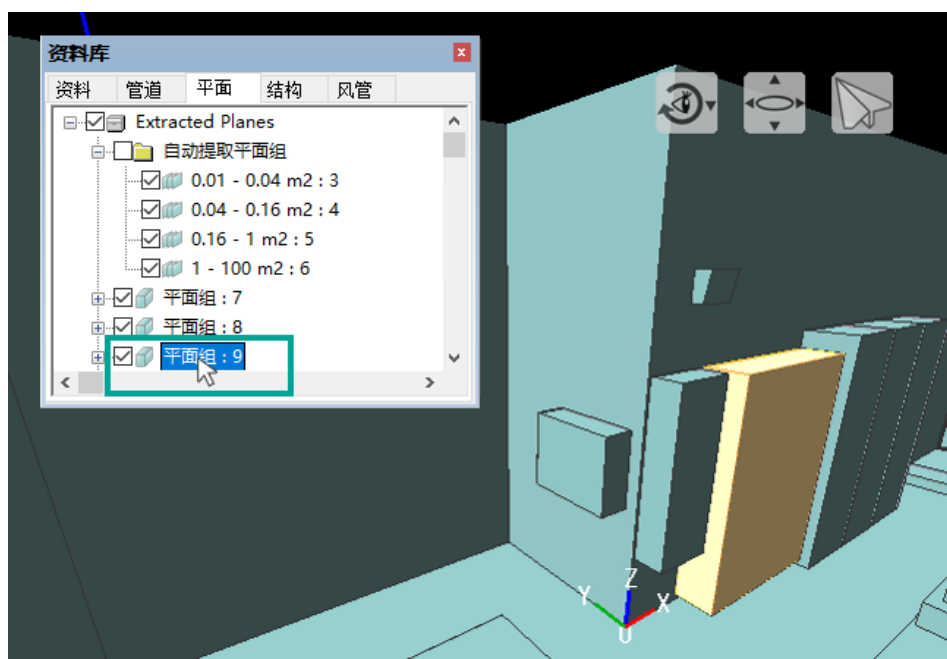 资料库
资料 管道 平面 结构 风管
Extracted Planes
自动提取平面组
0.01 - 0.04 m2 : 3
0.04 - 0.16 m2 : 4
0.16 - 1 m2 : 5
1 - 100 m2 : 6
平面组 : 7
平面组 : 8
平面组 : 9
Z
Y X
U